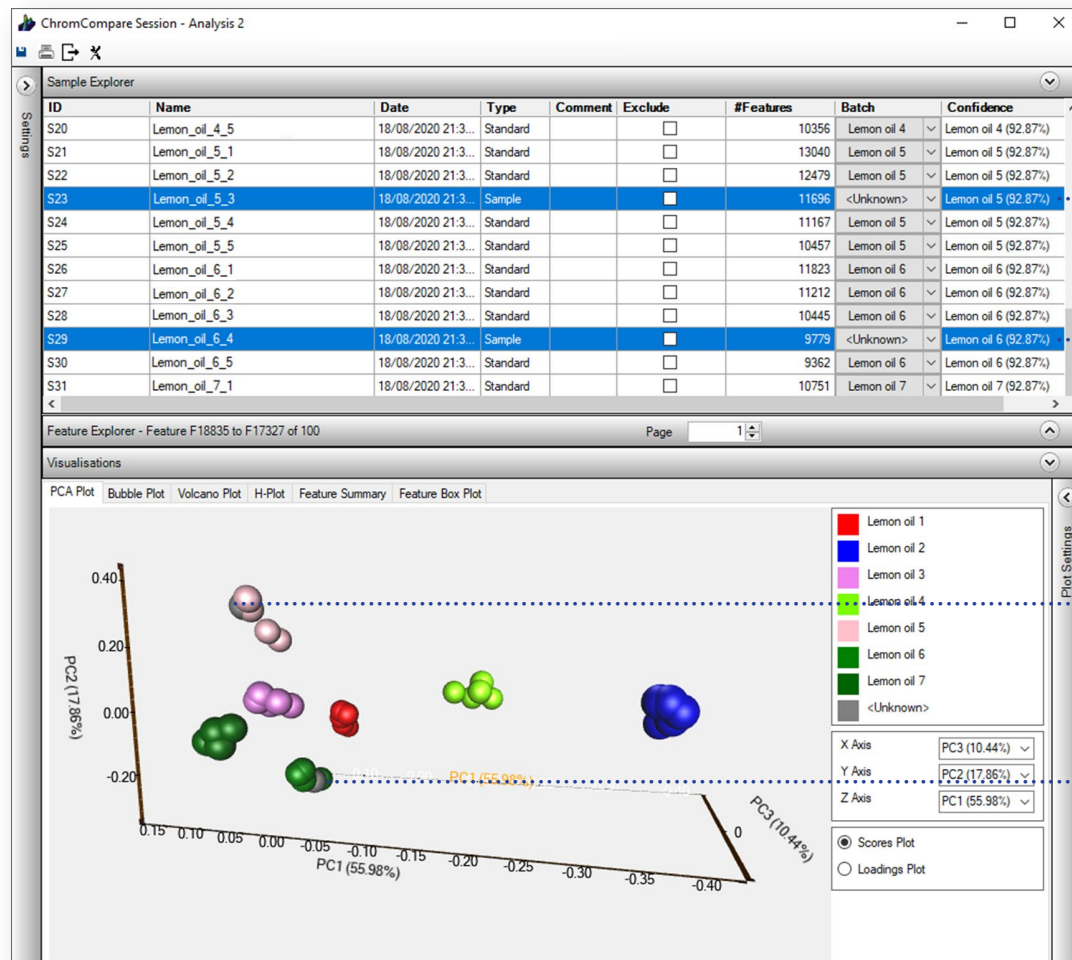 ChromCompare Session - Analysis 2
Settings
Sample Explorer
ID Name Date Type Comment Exclude #Features Batch Confidence
S20 Lemon_oil_4_5 18/08/2020 21:3... Standard 10356 Lemon oil 4 Lemon oil 4 (92.87%)
S21 Lemon_oil_5_1 18/08/2020 21:3... Standard 13040 Lemon oil 5 Lemon oil 5 (92.87%)
S22 Lemon_oil_5_2 18/08/2020 21:3... Standard 12479 Lemon oil 5 Lemon oil 5 (92.87%)
S23 Lemon_oil_5_3 18/08/2020 21:3... Sample 11696 <Unknown> Lemon oil 5 (92.87%)
S24 Lemon_oil_5_4 18/08/2020 21:3... Standard 11167 Lemon oil 5 Lemon oil 5 (92.87%)
S25 Lemon_oil_5_5 18/08/2020 21:3... Standard 10457 Lemon oil 5 Lemon oil 5 (92.87%)
S26 Lemon_oil_6_1 18/08/2020 21:3... Standard 11823 Lemon oil 6 Lemon oil 6 (92.87%)
S27 Lemon_oil_6_2 18/08/2020 21:3... Standard 11212 Lemon oil 6 Lemon oil 6 (92.87%)
S28 Lemon_oil_6_3 18/08/2020 21:3... Standard 10445 Lemon oil 6 Lemon oil 6 (92.87%)
S29 Lemon_oil_6_4 18/08/2020 21:3... Sample 9779 <Unknown> Lemon oil 6 (92.87%)
S30 Lemon_oil_6_5 18/08/2020 21:3... Standard 9362 Lemon oil 6 Lemon oil 6 (92.87%)
S31 Lemon_oil_7_1 18/08/2020 21:3... Standard 10751 Lemon oil 7 Lemon oil 7 (92.87%)
Feature Explorer - Feature F18835 to F17327 of 100 Page 1
Visualisations
PCA Plot Bubble Plot Volcano Plot H-Plot Feature Summary Feature Box Plot
Plot Settings
0.40
0.20
0.00
-0.20
PC2 (17.86%)
0.15 0.10 0.05 0.00 -0.05 -0.10 -0.15 -0.20 -0.25 -0.30 -0.35 -0.40
PC1 (55.98%)
PC1 (55.98%)
0
PC3 (10.44%)
Lemon oil 1
Lemon oil 2
Lemon oil 3
Lemon oil 4
Lemon oil 5
Lemon oil 6
Lemon oil 7
<Unknown>
X Axis PC3 (10.44%)
Y Axis PC2 (17.86%)
Z Axis PC1 (55.98%)
Scores Plot
Loadings Plot